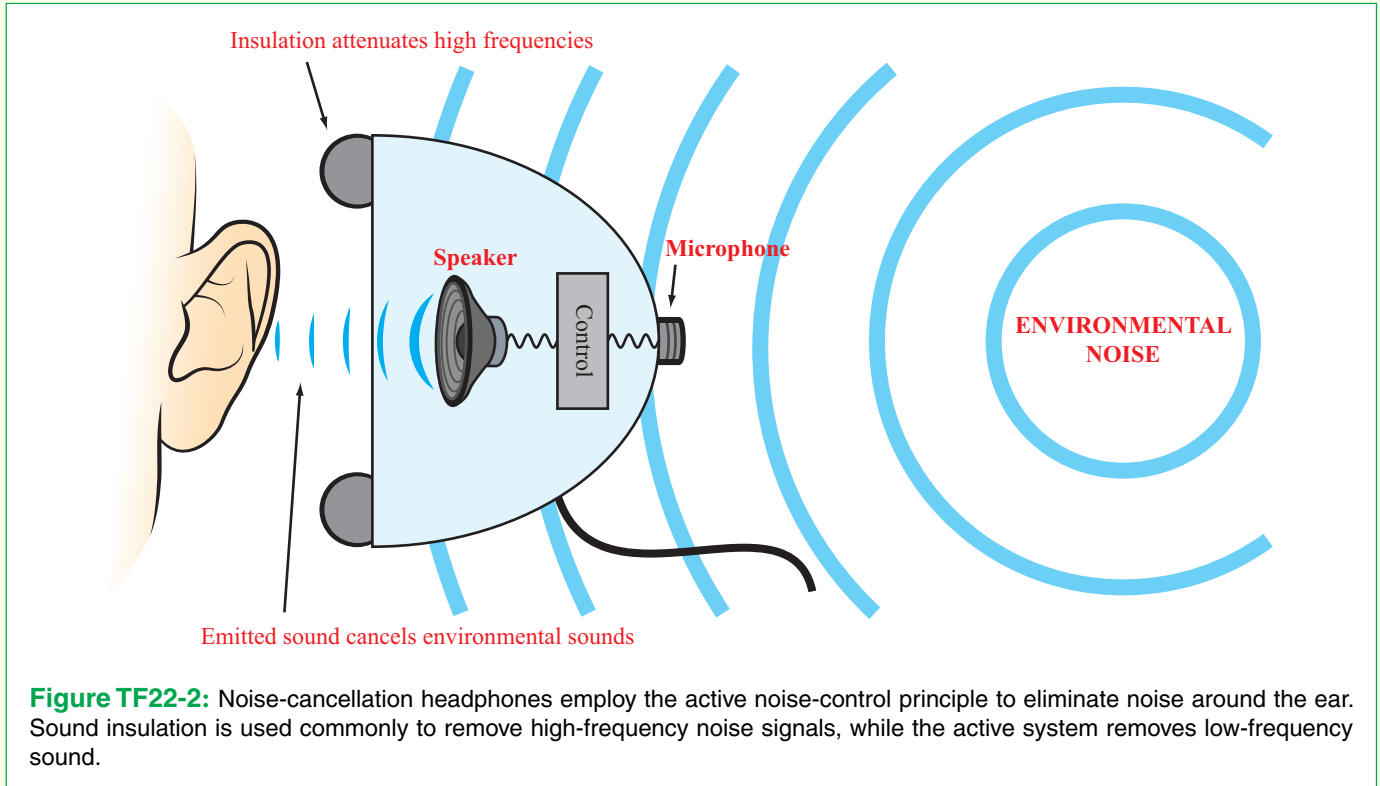 Insulation attenuates high frequencies
Speaker
Microphone
Control
ENVIRONMENTAL
NOISE
Emitted sound cancels environmental sounds
Figure TF22-2: Noise-cancellation headphones employ the active noise-control principle to eliminate noise around the ear.
Sound insulation is used commonly to remove high-frequency noise signals, while the active system removes low-frequency
sound.